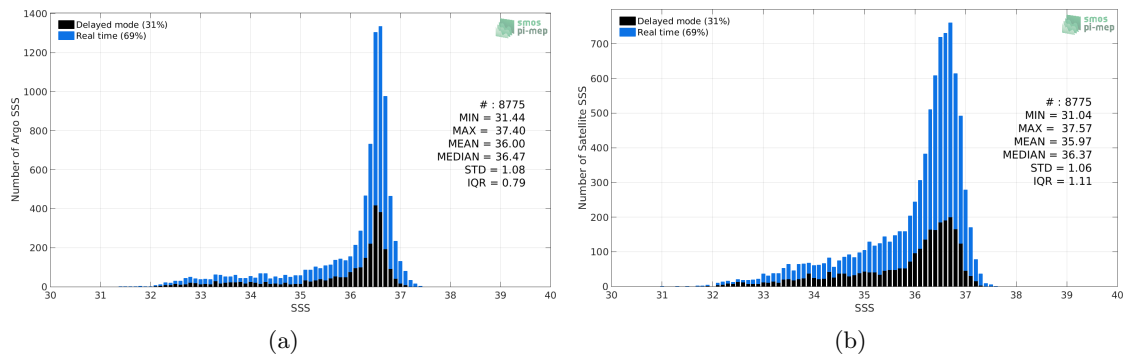 Delayed mode (31%)
Real time (69%)
smos
pi-mep
1400
1200
1000
800
600
400
200
0
Number of Argo SSS
# : 8775
MIN = 31.44
MAX = 37.40
MEAN = 36.00
MEDIAN = 36.47
STD = 1.08
IQR = 0.79
30 31 32 33 34 35 36 37 38 39 40
SSS
(a)
Delayed mode (31%)
Real time (69%)
smos
pi-mep
700
600
500
400
300
200
100
0
Number of Satellite SSS
# : 8775
MIN = 31.04
MAX = 37.57
MEAN = 35.97
MEDIAN = 36.37
STD = 1.06
IQR = 1.11
30 31 32 33 34 35 36 37 38 39 40
SSS
(b)